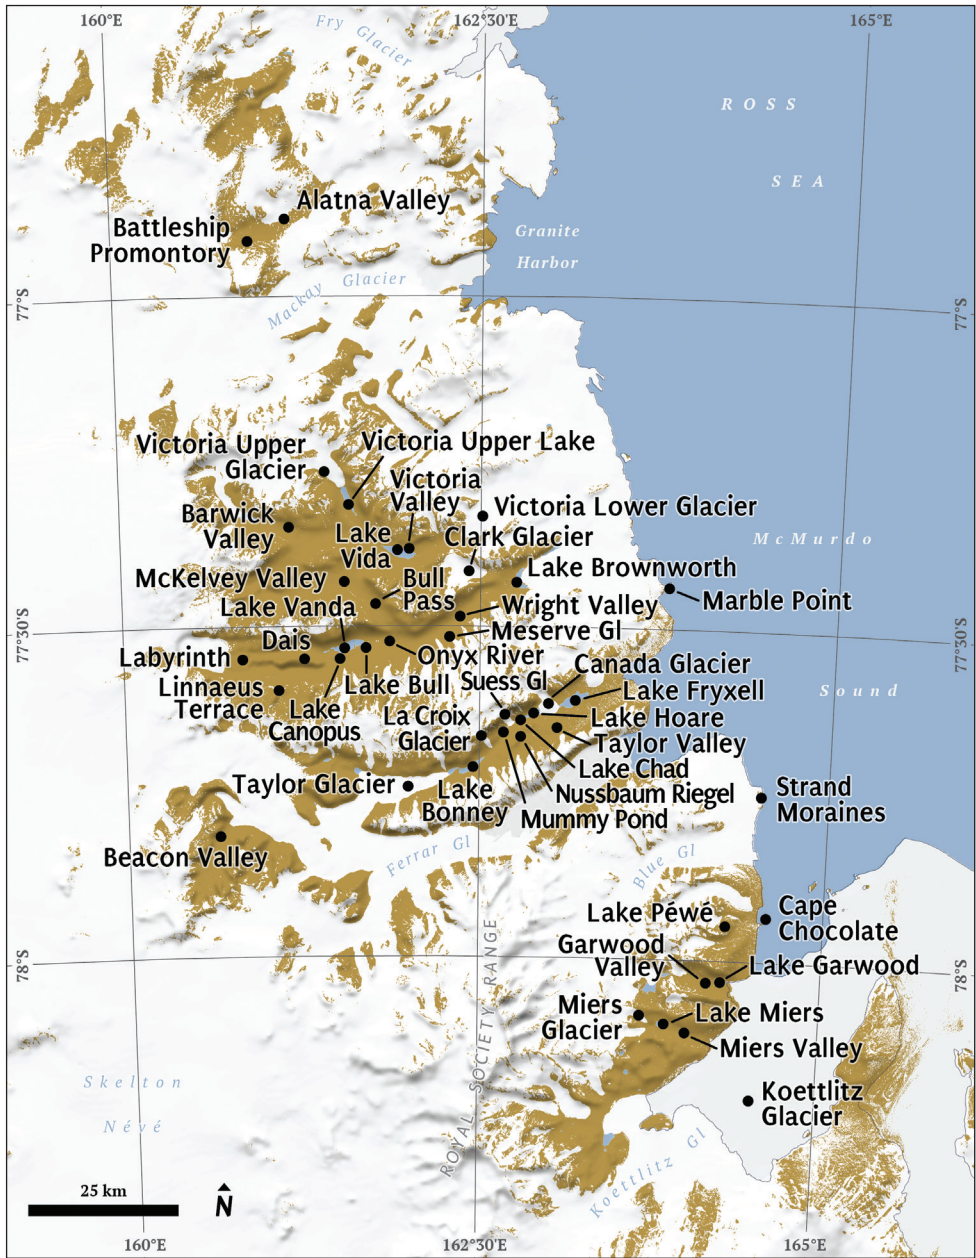 160°E
162°30'E
165°E
Fry Glacier
ROSS
SEA
Alatna Valley
Battleship
Promontory
Granite
Harbor
Mackay Glacier
77°S
77°S
Victoria Upper
Glacier
Victoria Upper Lake
Victoria
Valley
Victoria Lower Glacier
Barwick
Valley
Lake
Vida
Clark Glacier
McMurdo
McKelvey Valley
Bull
Pass
Lake Brownworth
Lake Vanda
Wright Valley
Marble Point
Dais
Meserve Gl
77°30'S
77°30'S
Labyrinth
Onyx River
Canada Glacier
Linnaeus
Terrace
Lake
Canopus
Lake Bull
Suess Gl
Lake Fryxell
Sound
La Croix
Glacier
Lake Hoare
Taylor Valley
Lake Chad
Taylor Glacier
Lake
Bonney
Nussbaum Riegel
Mummy Pond
Strand
Moraines
Beacon Valley
Ferrar Gl
Blue Gl
Lake Péwé
Cape
Chocolate
Garwood
Valley
Lake Garwood
78°S
78°S
ROYAL SOCIETY RANGE
Miers
Glacier
Lake Miers
Miers Valley
Skelton
Névé
Koettlitz
Glacier
Koettlitz Gl
25 km
N
160°E
162°30'E
165°E